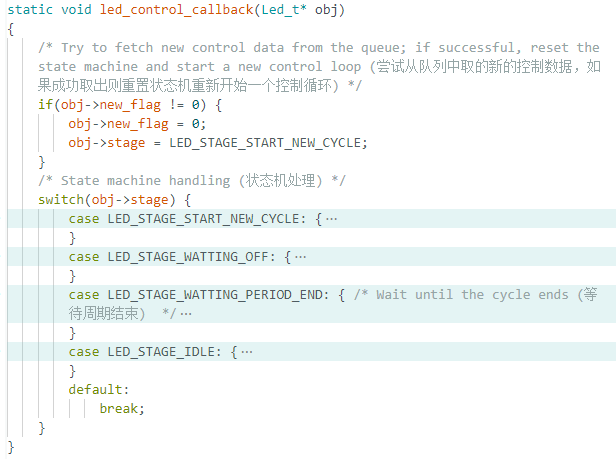 static void led_control_callback(Led_t* obj)
{
/* Try to fetch new control data from the queue; if successful, reset the
state machine and start a new control loop (尝试从队列中取的新的控制数据，如
果成功取出则重置状态机重新开始一个控制循环) */
if(obj->new_flag != 0) {
obj->new_flag = 0;
obj->stage = LED_STAGE_START_NEW_CYCLE;
}
/* State machine handling (状态机处理) */
switch(obj->stage) {
case LED_STAGE_START_NEW_CYCLE: {⋯
}
case LED_STAGE_WATTING_OFF: {⋯
}
case LED_STAGE_WATTING_PERIOD_END: { /* Wait until the cycle ends (等
待周期结束)  */⋯
}
case LED_STAGE_IDLE: {⋯
}
default:
break;
}
}